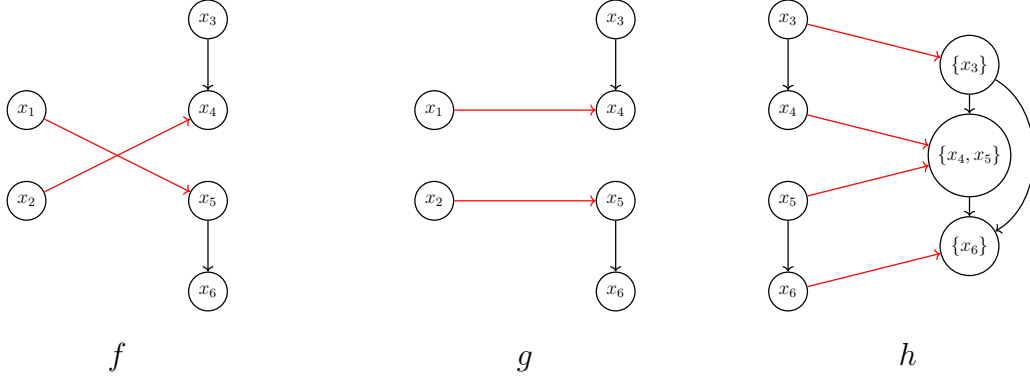 x₃
x₁
x₄
x₂
x₅
x₆
f
x₃
x₁
x₄
x₂
x₅
x₆
g
x₃
{x₃}
x₄
{x₄, x₅}
x₅
{x₆}
x₆
h